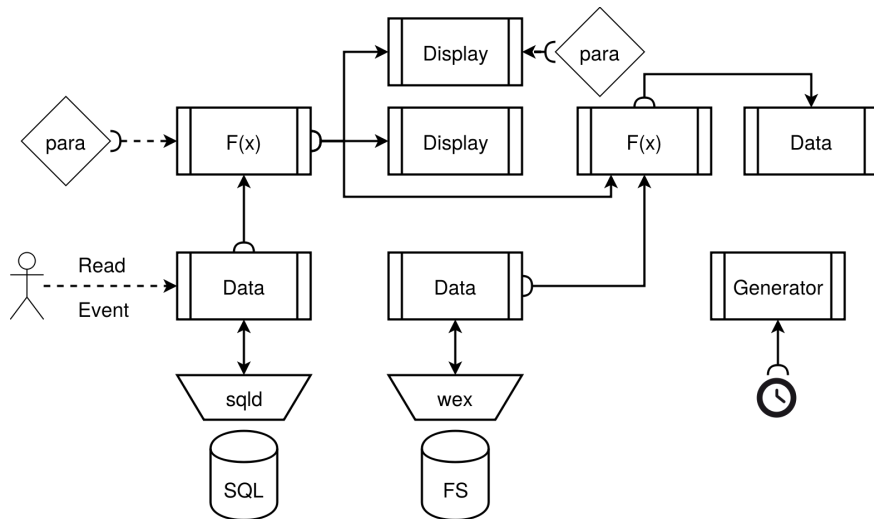 Display
para
para
F(x)
Display
F(x)
Data
Read
Event
Data
Data
Generator
sqld
wex
SQL
FS